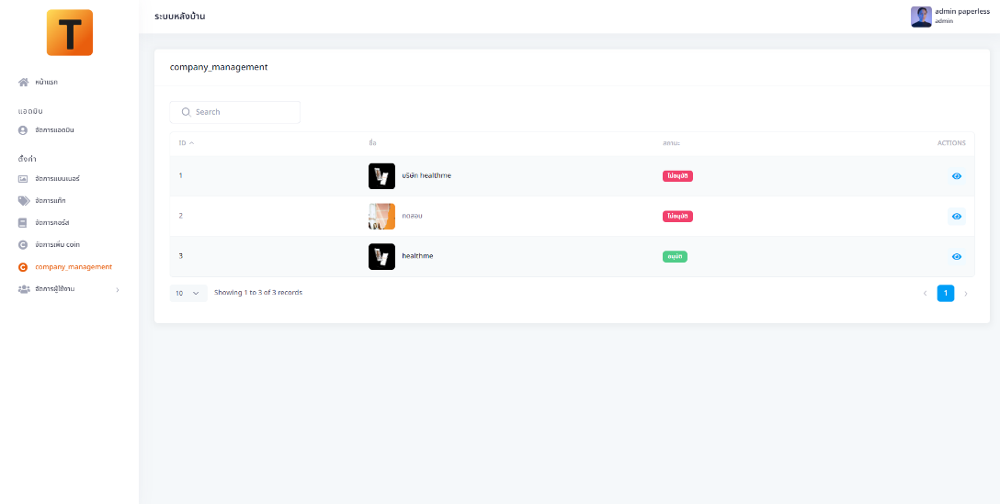 T
ระบบหลังบ้าน
admin paperless
admin
หน้าแรก
แอดมิน
จัดการแอดมิน
ตั้งค่า
จัดการแบนเนอร์
จัดการแท็ก
จัดการคอร์ส
จัดการเพิ่ม coin
company_management
จัดการผู้ใช้งาน
company_management
Search
ID ชื่อ สถานะ ACTIONS
1 บริษัท healthme ไม่อนุมัติ
2 ทดสอบ ไม่อนุมัติ
3 healthme อนุมัติ
10 Showing 1 to 3 of 3 records 1